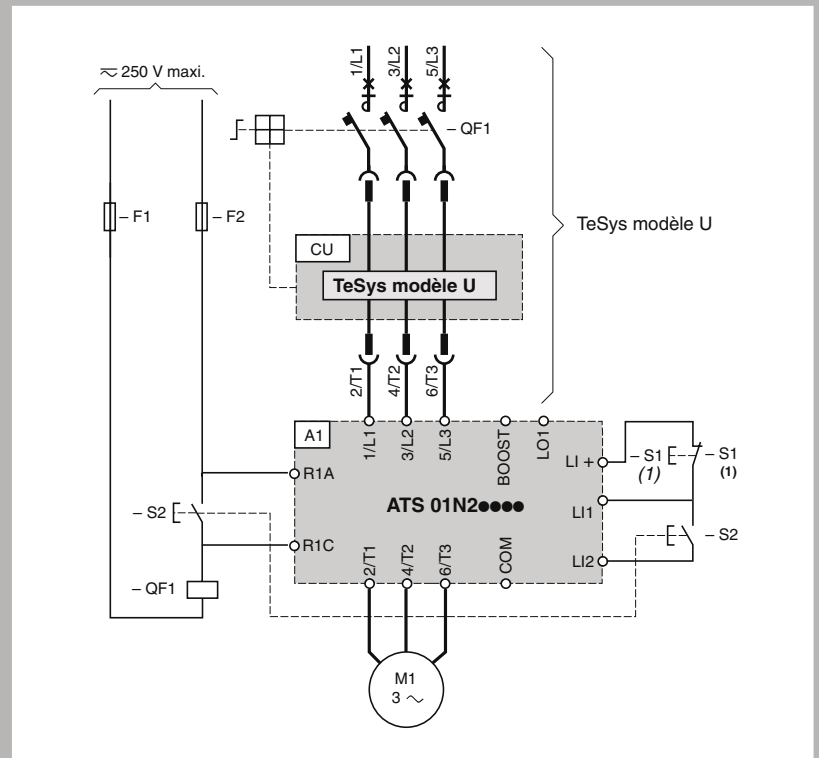 250 V maxi.
1/L1
3/L2
5/L3
– QF1
– F1
– F2
TeSys modèle U
CU
TeSys modèle U
2/T1
4/T2
6/T3
A1
1/L1
3/L2
5/L3
BOOST
LO1
R1A
LI +
– S1
(1)
– S1
(1)
ATS 01N2●●●●
– S2
LI1
– S2
R1C
2/T1
4/T2
6/T3
COM
LI2
– QF1
M1
3 ~